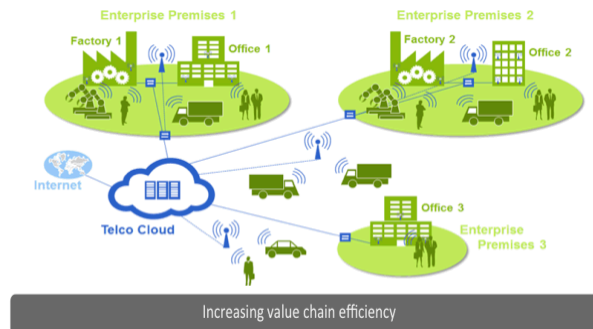 Enterprise Premises 1
Enterprise Premises 2
Factory 1
Office 1
Factory 2
Office 2
Internet
Telco Cloud
Office 3
Enterprise
Premises 3
Increasing value chain efficiency